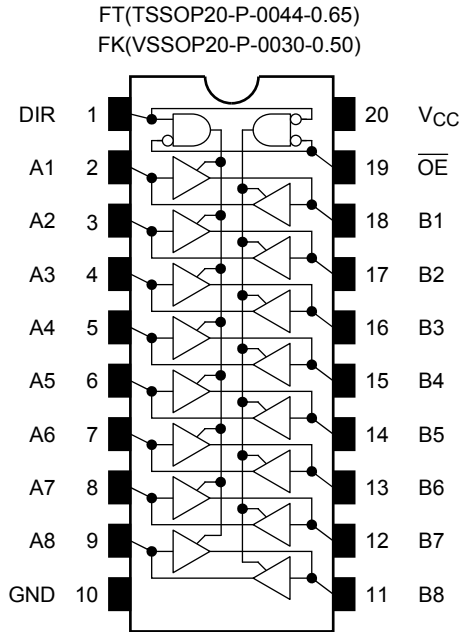 FT(TSSOP20-P-0044-0.65)
FK(VSSOP20-P-0030-0.50)
DIR 1 20 VCC
A1 2 19 O̅E̅
A2 3 18 B1
A3 4 17 B2
A4 5 16 B3
A5 6 15 B4
A6 7 14 B5
A7 8 13 B6
A8 9 12 B7
GND 10 11 B8